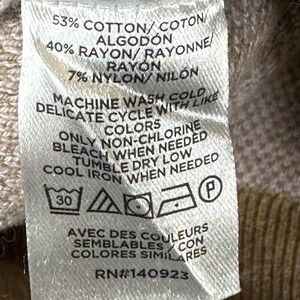 53% COTTON/ COTON/
ALGODÓN
40% RAYON/ RAYONNE/
RAYÓN
7% NYLON/ NILÓN
MACHINE WASH COLD
DELICATE CYCLE WITH LIKE
COLORS
ONLY NON-CHLORINE
BLEACH WHEN NEEDED
TUMBLE DRY LOW
COOL IRON WHEN NEEDED
30 P
AVEC DES COULEURS
SEMBLABLES / CON
COLORES SIMILARES
RN#140923